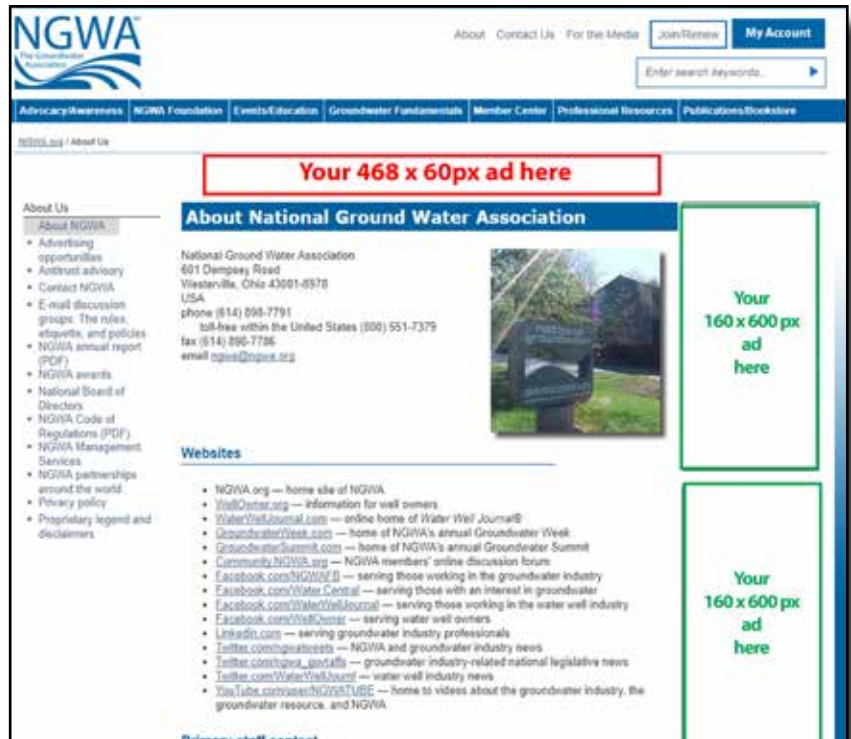 NGWA
The Groundwater
Association
About Contact Us For the Media Join/Renew My Account
Enter search keywords...
Advocacy/Awareness NGWA Foundation Events/Education Groundwater Fundamentals Member Center Professional Resources Publications/Bookstore
NGWA.org / About Us
Your 468 x 60px ad here
About Us
About NGWA
• Advertising
opportunities
• Antitrust advisory
• Contact NGWA
• E-mail discussion
groups: The rules,
etiquette, and policies
• NGWA annual report
(PDF)
• NGWA awards
• National Board of
Directors
• NGWA Code of
Regulations (PDF)
• NGWA Management
Services
• NGWA partnerships
around the world
• Privacy policy
• Proprietary legend and
disclaimers
About National Ground Water Association
National Ground Water Association
601 Dempsey Road
Westerville, Ohio 43081-8978
USA
phone (614) 898-7791
toll-free within the United States (800) 551-7379
fax (614) 898-7786
email ngwa@ngwa.org
Websites
• NGWA.org — home site of NGWA
• WellOwner.org — information for well owners
• WaterWellJournal.com — online home of Water Well Journal®
• GroundwaterWeek.com — home of NGWA's annual Groundwater Week
• GroundwaterSummit.com — home of NGWA's annual Groundwater Summit
• Community.NGWA.org — NGWA members' online discussion forum
• Facebook.com/NGWAFB — serving those working in the groundwater industry
• Facebook.com/Water.Central — serving those with an interest in groundwater
• Facebook.com/WaterWellJournal — serving those working in the water well industry
• Facebook.com/WellOwner — serving water well owners
• LinkedIn.com — serving groundwater industry professionals
• Twitter.com/ngwatweets — NGWA and groundwater industry news
• Twitter.com/ngwa_govtaffs — groundwater industry-related national legislative news
• Twitter.com/WaterWellJournl — water well industry news
• YouTube.com/user/NGWATUBE — home to videos about the groundwater industry, the
groundwater resource, and NGWA
Primary staff contact
Your
160 x 600 px
ad
here
Your
160 x 600 px
ad
here